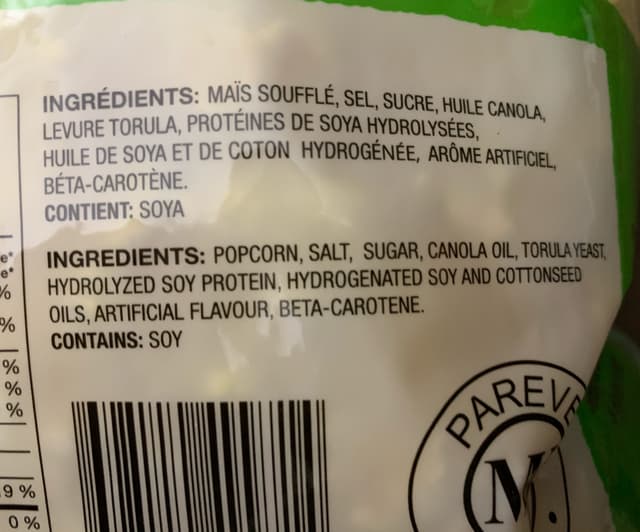 INGRÉDIENTS: MAÏS SOUFFLÉ, SEL, SUCRE, HUILE CANOLA,
LEVURE TORULA, PROTÉINES DE SOYA HYDROLYSÉES,
HUILE DE SOYA ET DE COTON HYDROGÉNÉE, ARÔME ARTIFICIEL,
BÉTA-CAROTÈNE.
CONTIENT: SOYA
INGREDIENTS: POPCORN, SALT, SUGAR, CANOLA OIL, TORULA YEAST,
HYDROLYZED SOY PROTEIN, HYDROGENATED SOY AND COTTONSEED
OILS, ARTIFICIAL FLAVOUR, BETA-CAROTENE.
CONTAINS: SOY
e*
e*
%
%
%
%
%
9 %
0 %
PAREVE
M